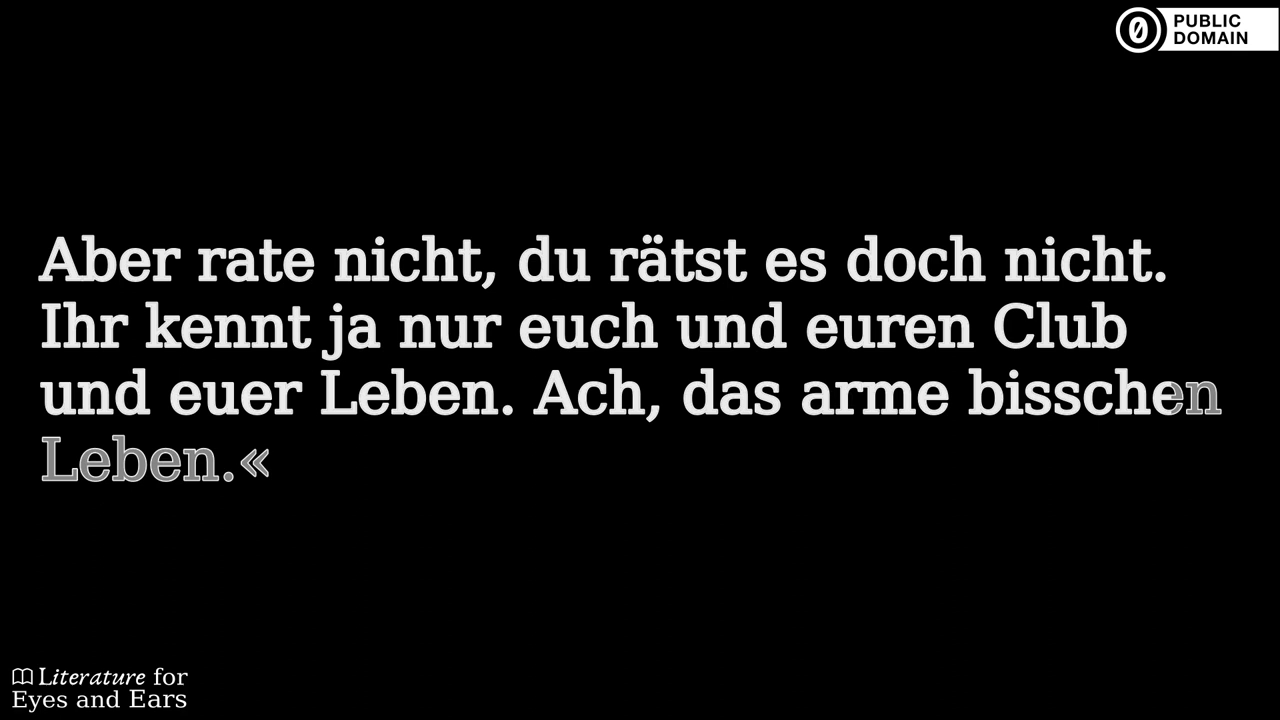 PUBLIC
DOMAIN
Aber rate nicht, du rätst es doch nicht.
Ihr kennt ja nur euch und euren Club
und euer Leben. Ach, das arme bisschen
Leben.«
Literature for
Eyes and Ears